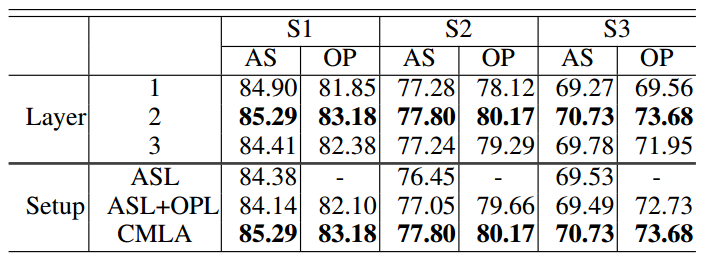 S1 S2 S3
AS OP AS OP AS OP
1 84.90 81.85 77.28 78.12 69.27 69.56
Layer 2 85.29 83.18 77.80 80.17 70.73 73.68
3 84.41 82.38 77.24 79.29 69.78 71.95
ASL 84.38 - 76.45 - 69.53 -
Setup ASL+OPL 84.14 82.10 77.05 79.66 69.49 72.73
CMLA 85.29 83.18 77.80 80.17 70.73 73.68